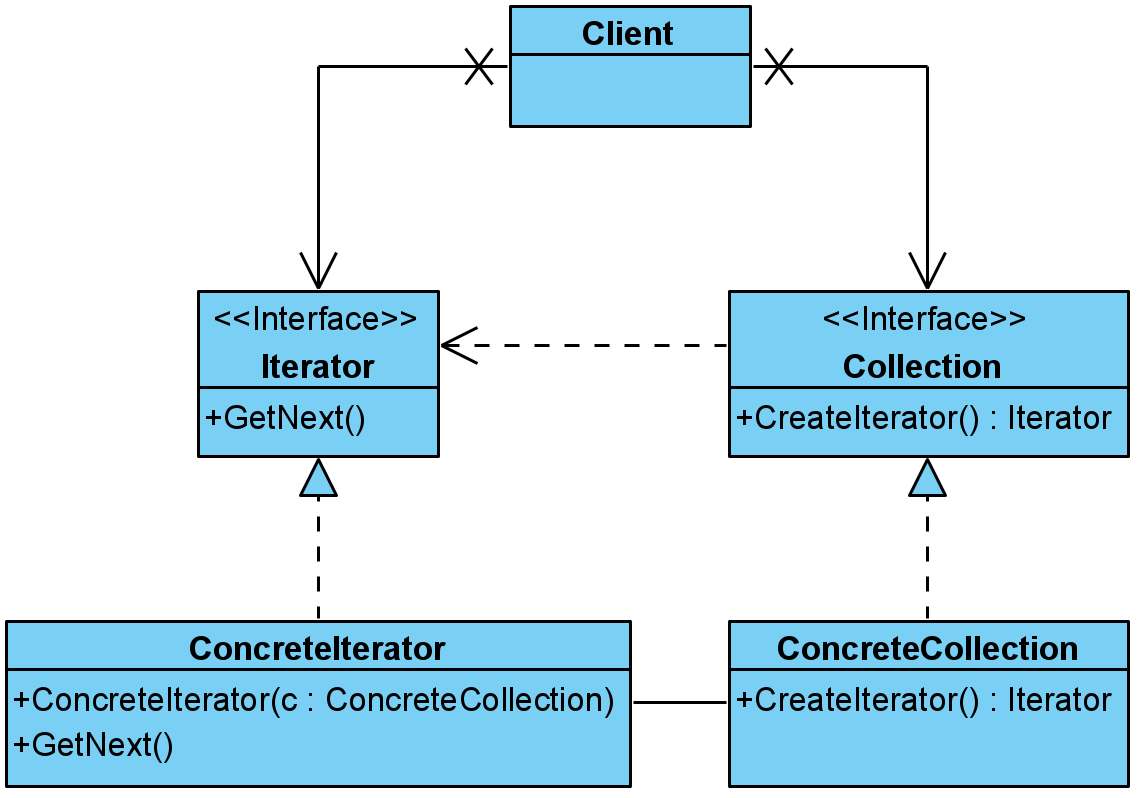 Client
<<Interface>>
Iterator
+GetNext()
<<Interface>>
Collection
+CreateIterator() : Iterator
ConcreteIterator
+ConcreteIterator(c : ConcreteCollection)
+GetNext()
ConcreteCollection
+CreateIterator() : Iterator